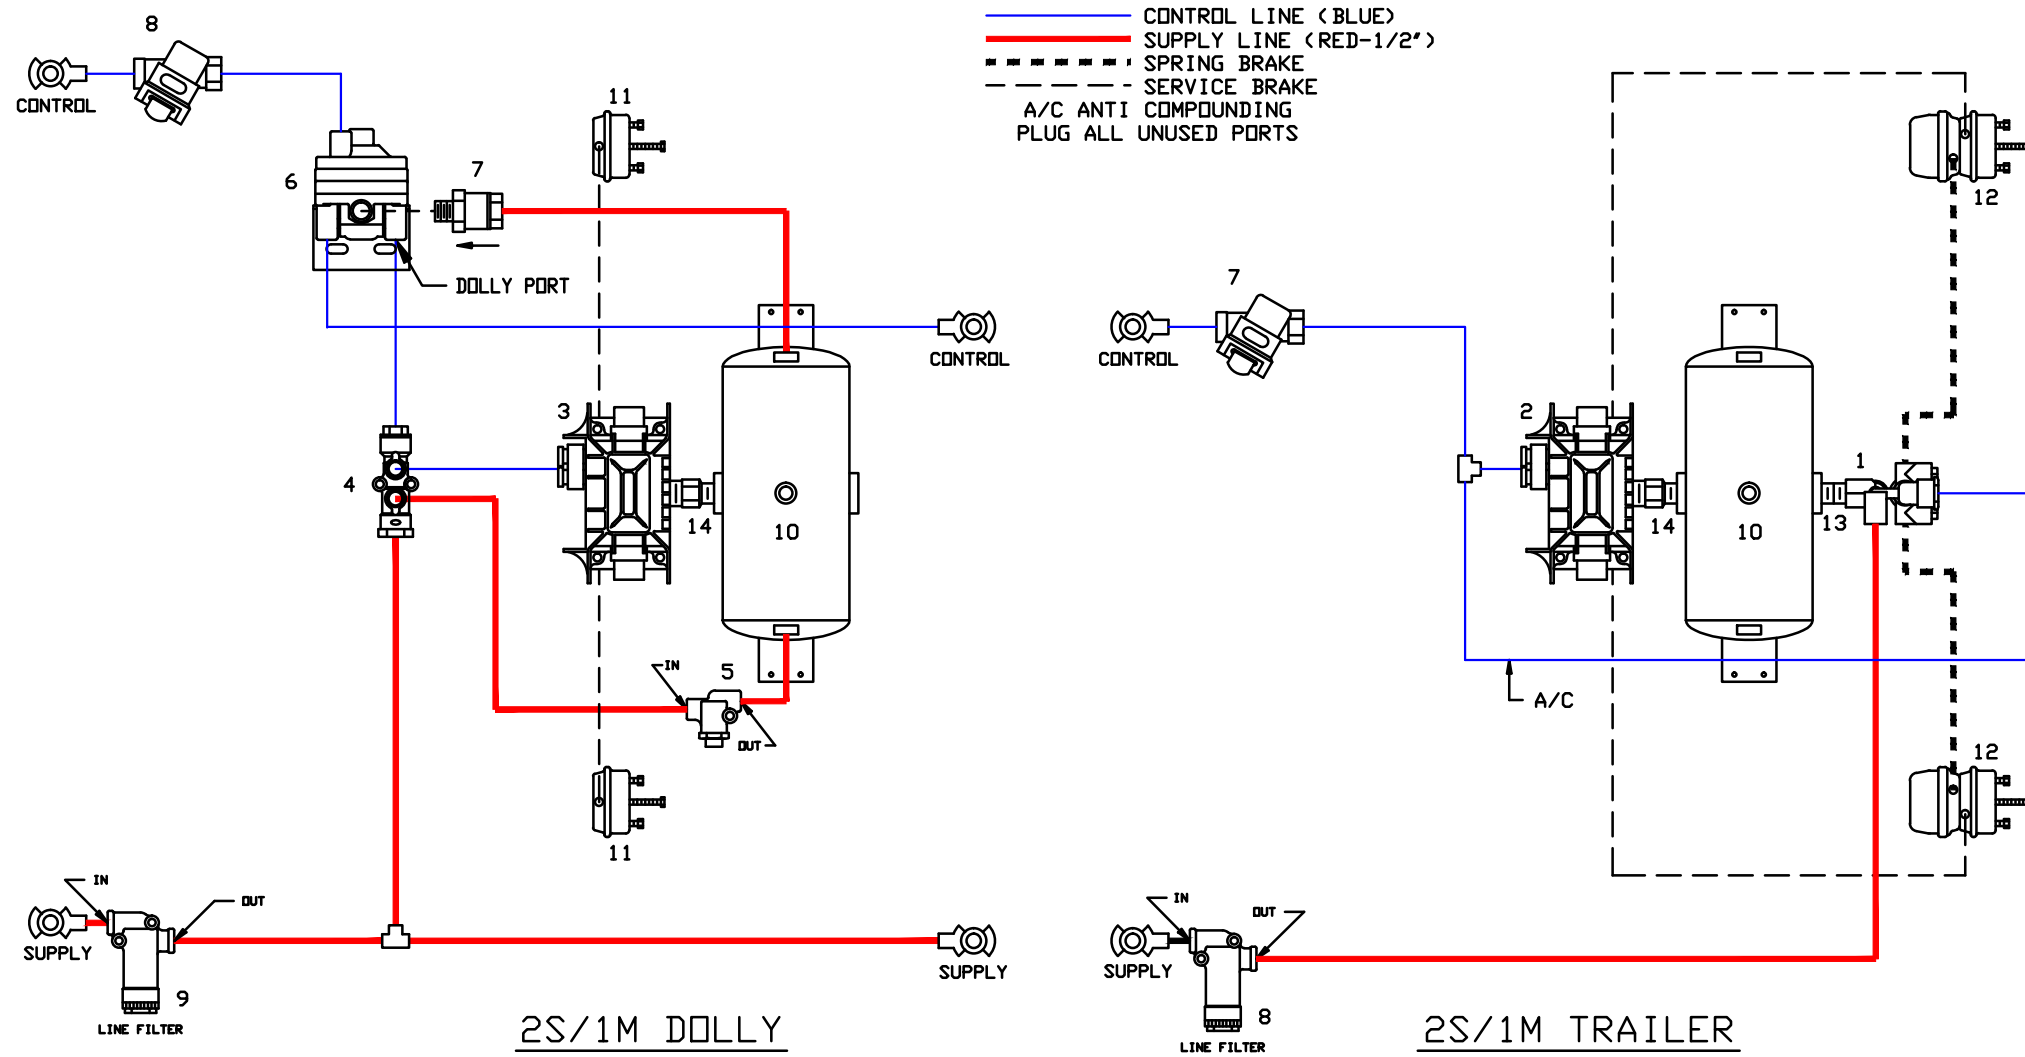 CONTROL LINE (BLUE)
SUPPLY LINE (RED-1/2")
SPRING BRAKE
SERVICE BRAKE
A/C ANTI COMPOUNDING
PLUG ALL UNUSED PORTS
8
CONTROL
11
6
7
DOLLY PORT
CONTROL
3
4
14
10
IN
5
OUT
11
IN
OUT
SUPPLY
9
LINE FILTER
SUPPLY
2S/1M DOLLY
12
7
CONTROL
2
1
14
10
13
A/C
12
IN
OUT
SUPPLY
8
LINE FILTER
2S/1M TRAILER